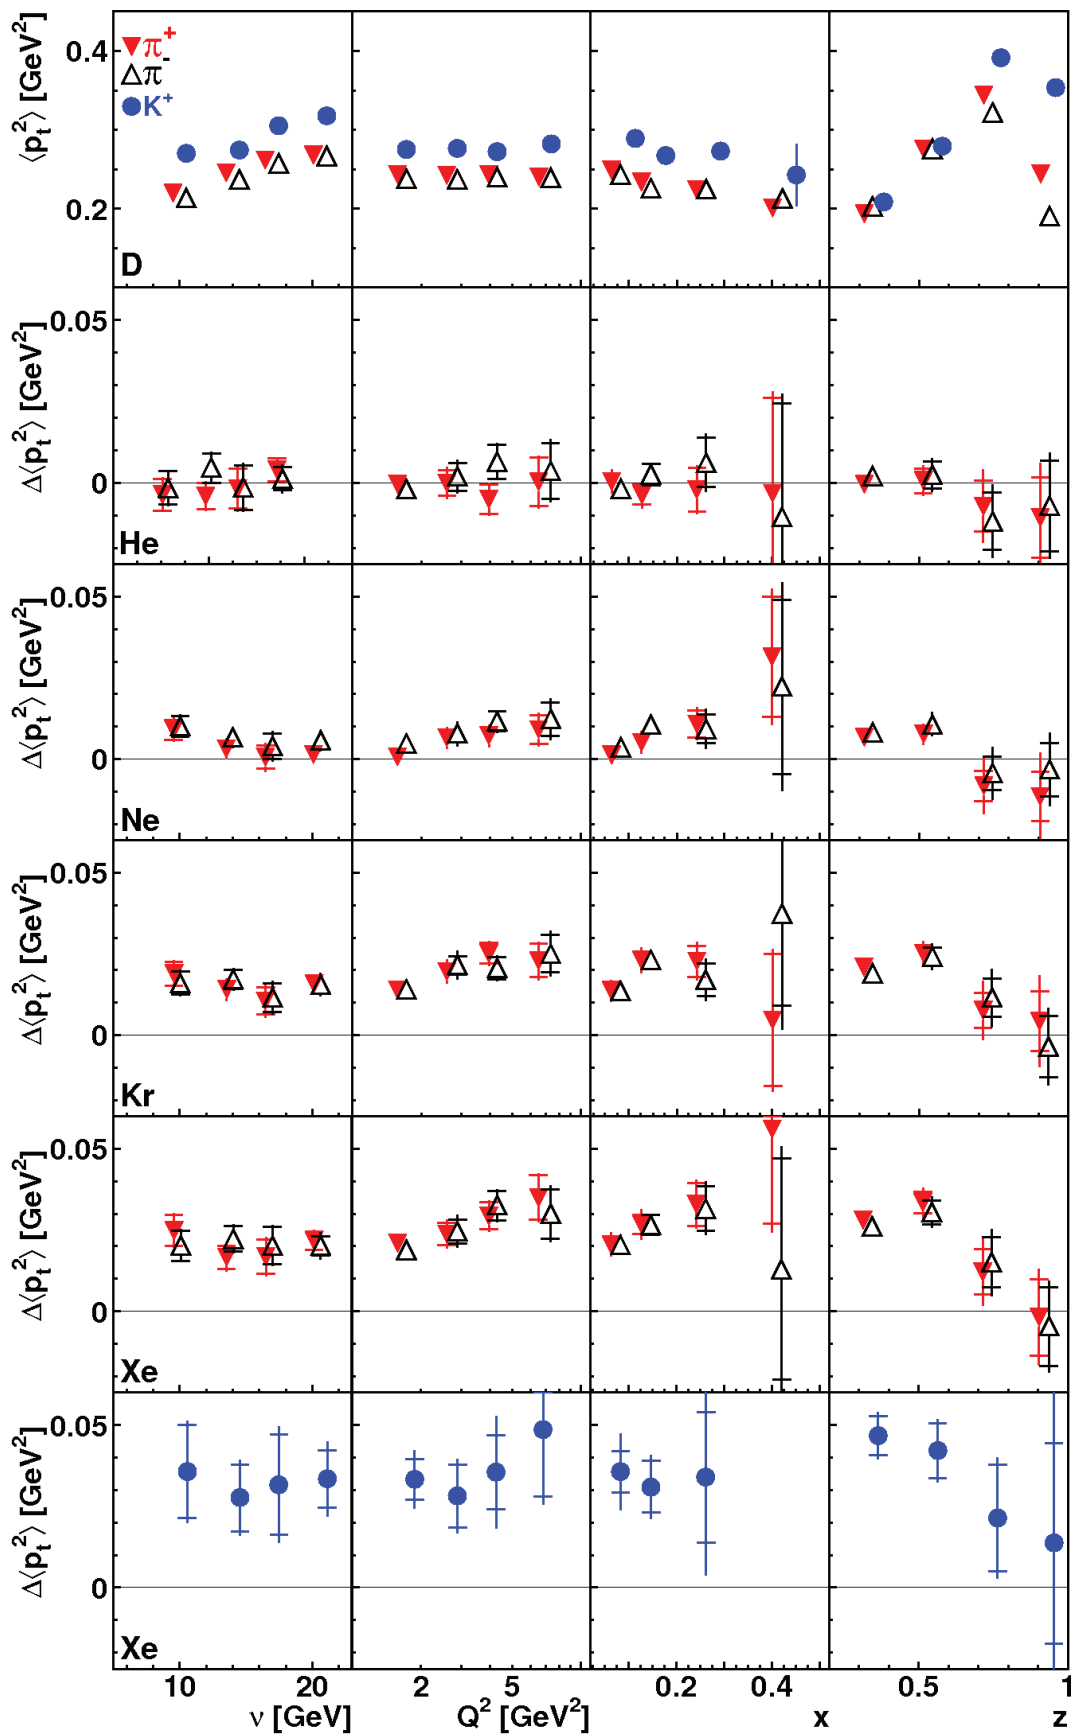 ⟨p_t^2⟩ [GeV^2]
0.4
0.2
π^+
π^-
K^+
D
Δ⟨p_t^2⟩ [GeV^2]
0.05
0
He
Δ⟨p_t^2⟩ [GeV^2]
0.05
0
Ne
Δ⟨p_t^2⟩ [GeV^2]
0.05
0
Kr
Δ⟨p_t^2⟩ [GeV^2]
0.05
0
Xe
Δ⟨p_t^2⟩ [GeV^2]
0.05
0
Xe
10 20 2 5 0.2 0.4 0.5 1
ν [GeV] Q^2 [GeV^2] x z